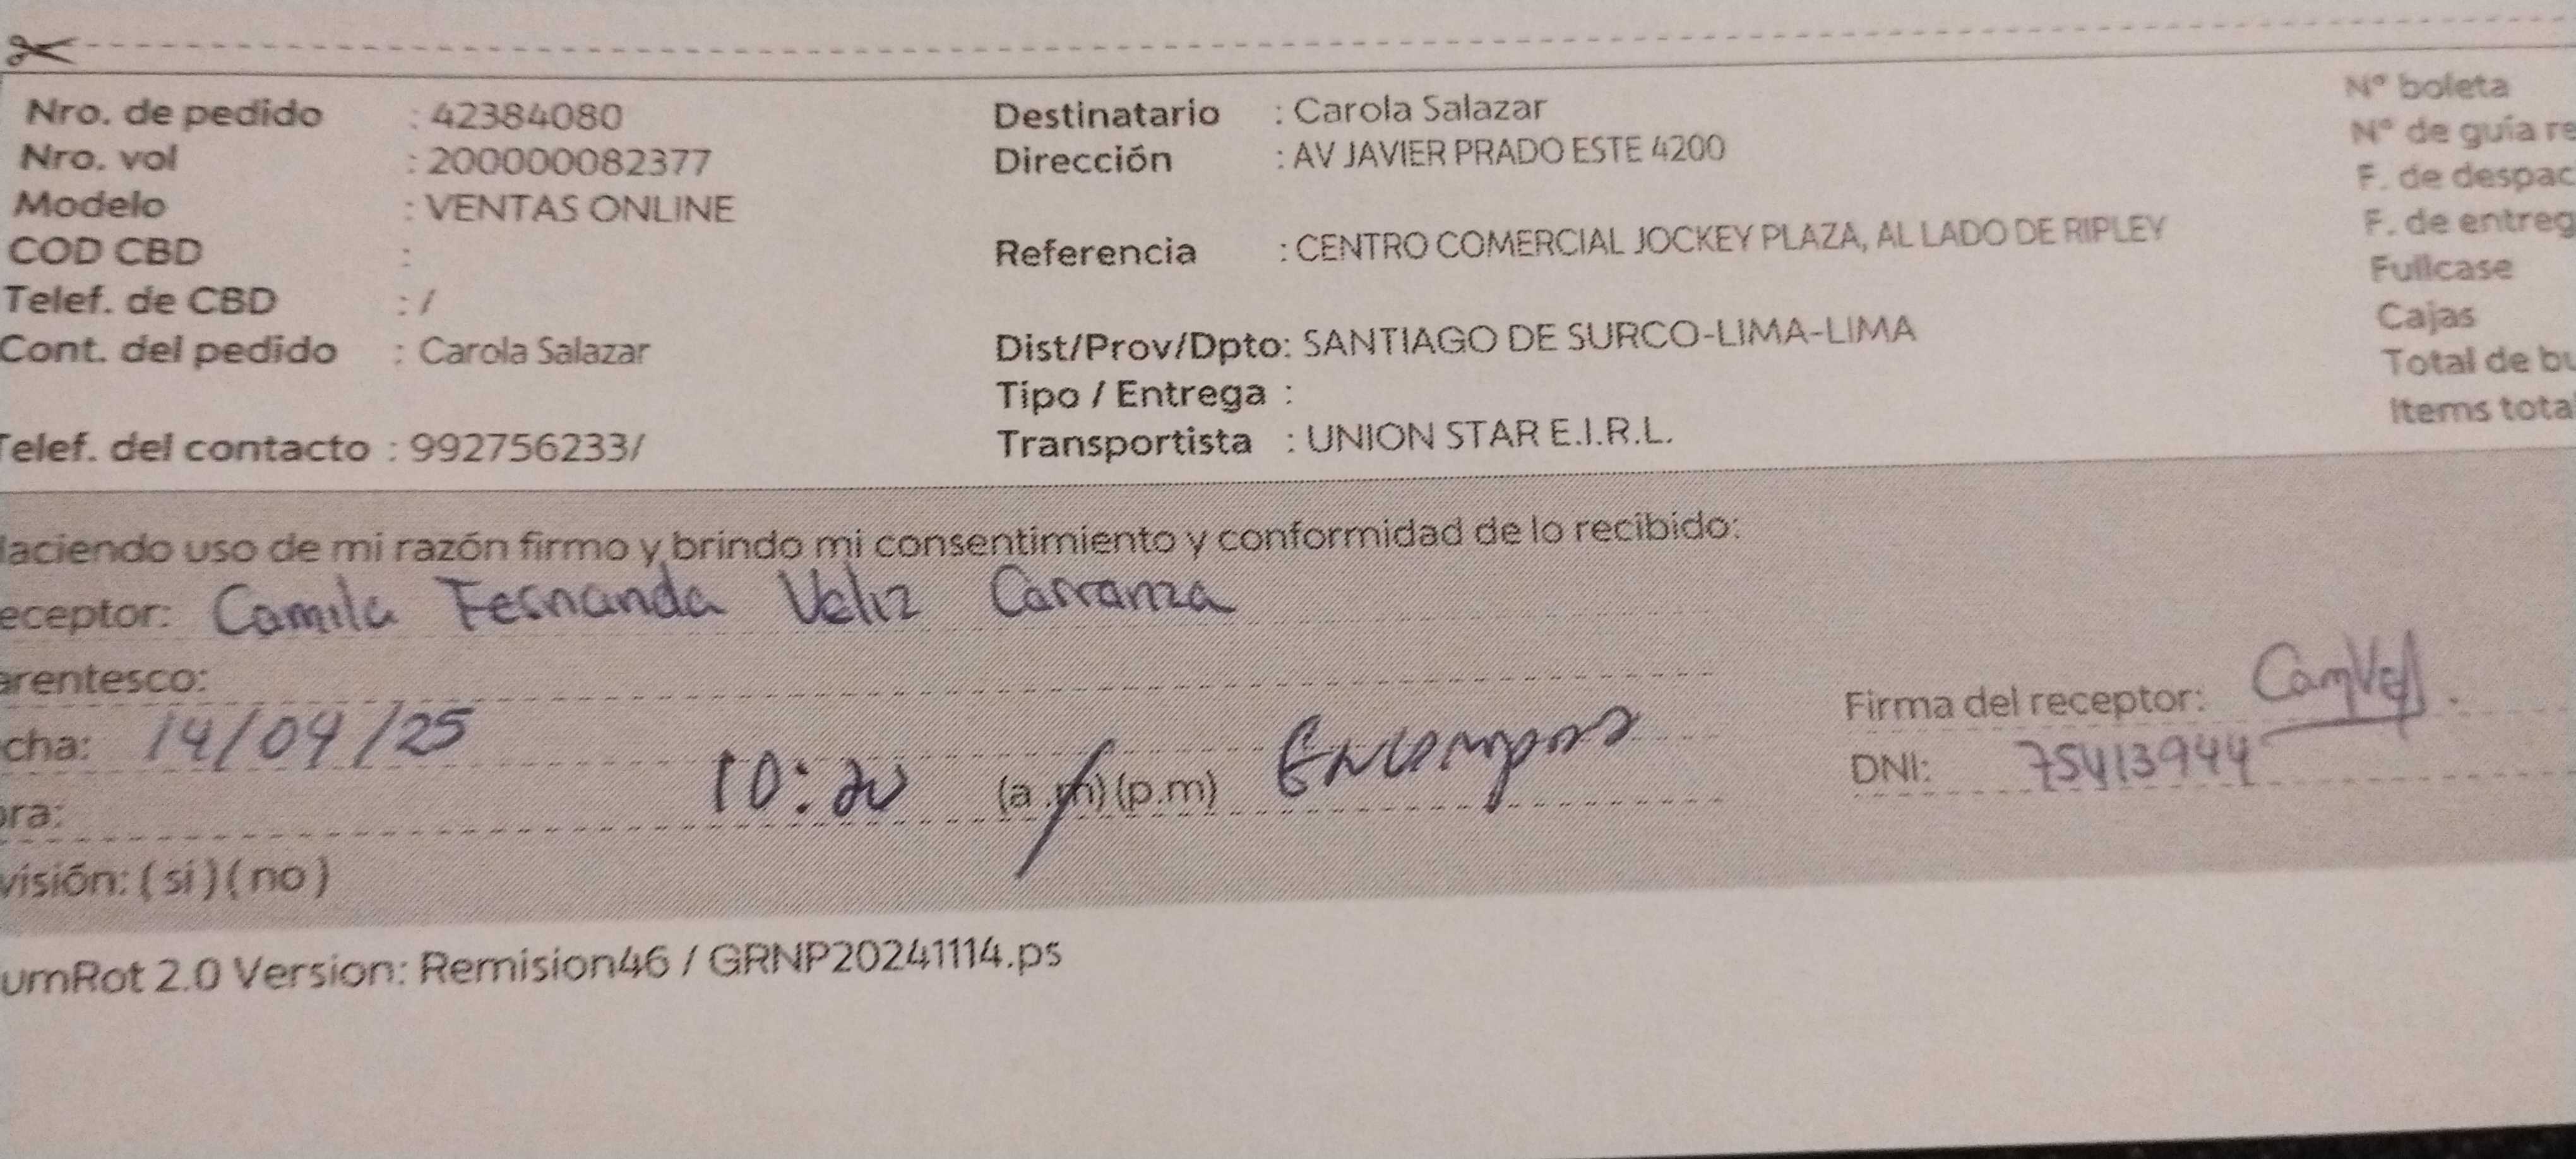 Nro. de pedido : 42384080
Nro. vol : 200000082377
Modelo : VENTAS ONLINE
COD CBD :
Telef. de CBD : /
Cont. del pedido : Carola Salazar
Telef. del contacto : 992756233/
Destinatario : Carola Salazar
Dirección : AV JAVIER PRADO ESTE 4200
Referencia : CENTRO COMERCIAL JOCKEY PLAZA, AL LADO DE RIPLEY
Dist/Prov/Dpto: SANTIAGO DE SURCO-LIMA-LIMA
Tipo / Entrega :
Transportista : UNION STAR E.I.R.L.
N° boleta
N° de guía re
F. de despac
F. de entreg
Fullcase
Cajas
Total de bu
Items total
Haciendo uso de mi razón firmo y brindo mi consentimiento y conformidad de lo recibido:
eceptor: Camila Fernanda Veliz Carranza
arentesco:
cha: 14/04/25
ora: 10:20 (a.m)(p.m)
visión: ( si ) ( no )
Firma del receptor: CamVel.
DNI: 75413944
umRot 2.0 Version: Remision46 / GRNP20241114.ps